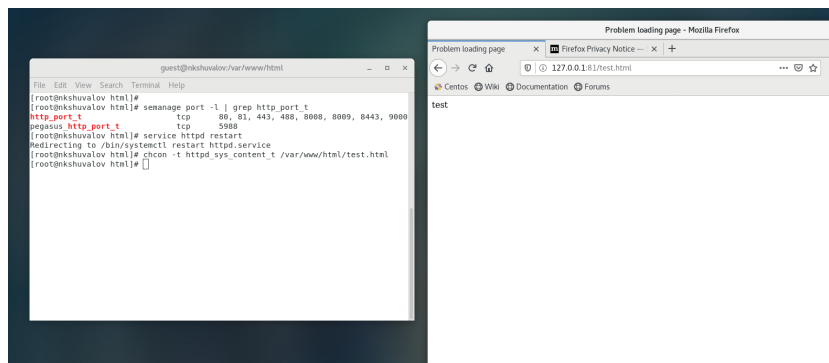 guest@nkshuvalov:/var/www/html
File Edit View Search Terminal Help
[root@nkshuvalov html]#
[root@nkshuvalov html]# semanage port -l | grep http_port_t
http_port_t tcp 80, 81, 443, 488, 8008, 8009, 8443, 9000
pegasus_http_port_t tcp 5988
[root@nkshuvalov html]# service httpd restart
Redirecting to /bin/systemctl restart httpd.service
[root@nkshuvalov html]# chcon -t httpd_sys_content_t /var/www/html/test.html
[root@nkshuvalov html]#
Problem loading page - Mozilla Firefox
Problem loading page
Firefox Privacy Notice —
127.0.0.1:81/test.html
Centos Wiki Documentation Forums
test